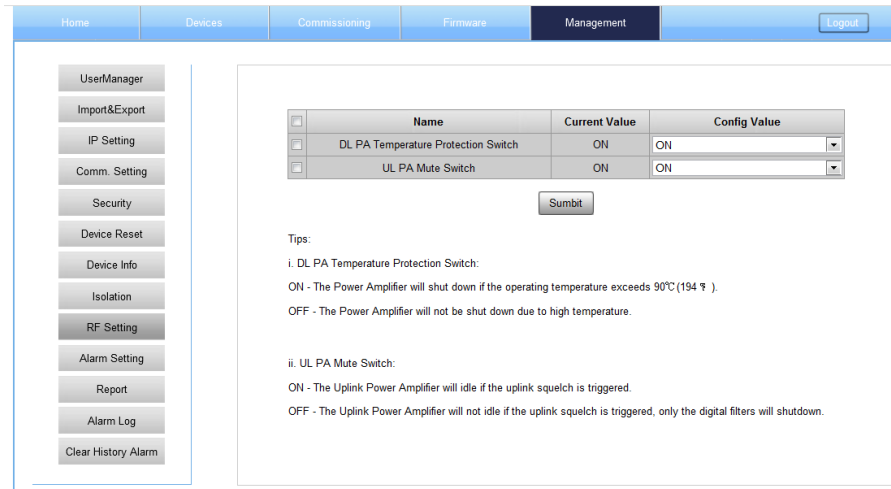 Home Devices Commissioning Firmware Management Logout
UserManager
Import&Export
IP Setting
Comm. Setting
Security
Device Reset
Device Info
Isolation
RF Setting
Alarm Setting
Report
Alarm Log
Clear History Alarm
Name Current Value Config Value
DL PA Temperature Protection Switch ON ON
UL PA Mute Switch ON ON
Sumbit
Tips:
i. DL PA Temperature Protection Switch:
ON - The Power Amplifier will shut down if the operating temperature exceeds 90℃(194 ℉ ).
OFF - The Power Amplifier will not be shut down due to high temperature.
ii. UL PA Mute Switch:
ON - The Uplink Power Amplifier will idle if the uplink squelch is triggered.
OFF - The Uplink Power Amplifier will not idle if the uplink squelch is triggered, only the digital filters will shutdown.